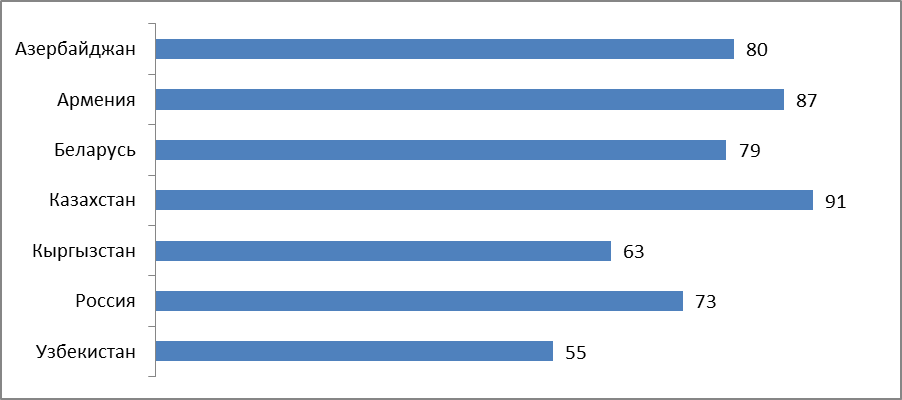 Азербайджан 80
Армения 87
Беларусь 79
Казахстан 91
Кыргызстан 63
Россия 73
Узбекистан 55